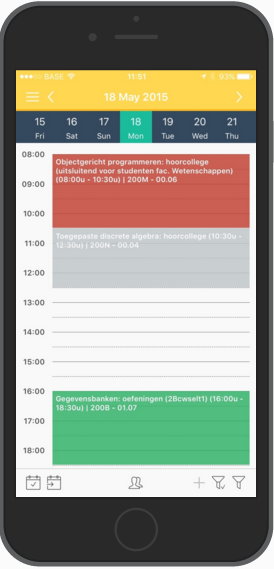 BASE 11:51 93%
18 May 2015
15 16 17 18 19 20 21
Fri Sat Sun Mon Tue Wed Thu
08:00
Objectgericht programmeren: hoorcollege
(uitsluitend voor studenten fac. Wetenschappen)
(08:00u - 10:30u) | 200M - 00.06
09:00
10:00
Toegepaste discrete algebra: hoorcollege (10:30u -
12:30u) | 200N - 00.04
11:00
12:00
13:00
14:00
15:00
16:00
Gegevensbanken: oefeningen (2Bcwselt1) (16:00u -
18:30u) | 200B - 01.07
17:00
18:00